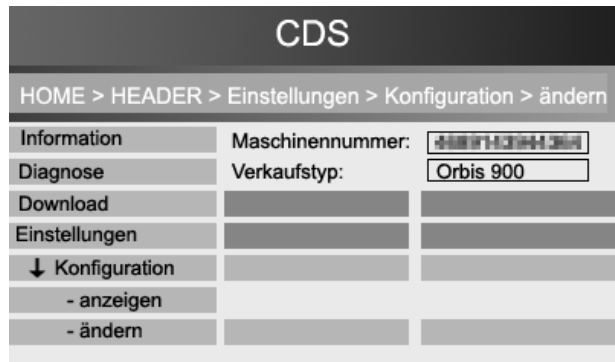 CDS
HOME > HEADER > Einstellungen > Konfiguration > ändern
Information
Maschinennummer:
Diagnose
Verkaufstyp: Orbis 900
Download
Einstellungen
↓ Konfiguration
- anzeigen
- ändern